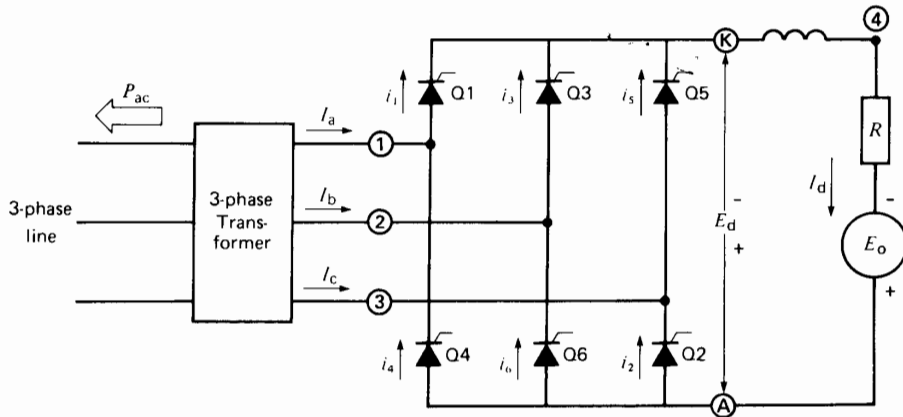 4
K
P_ac
i_1
Q1
i_3
Q3
i_5
Q5
I_a
1
R
3-phase
line
3-phase
Trans-
former
I_b
2
E_d
-
+
I_d
-
E_o
+
I_c
3
i_4
Q4
i_6
Q6
i_2
Q2
A